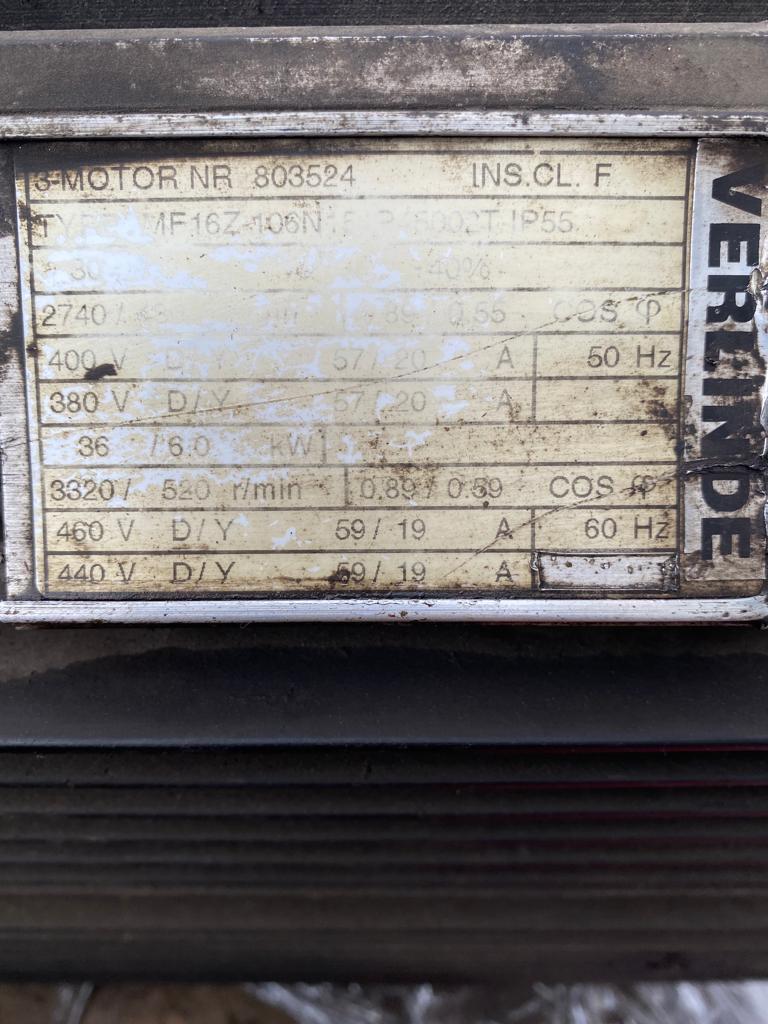 3-MOTOR NR 803524 INS.CL. F
MF16Z-106N IP55
30 40%
2740 / 0.55 COS φ
400 V D/Y 57 / 20 A 50 Hz
380 V D/Y 57 20 A
36 / 6.0 kW
3320 / 520 r/min 0.89 / 0.59 COS φ
460 V D/Y 59 / 19 A 60 Hz
440 V D/Y 59 / 19 A
VERLINDE